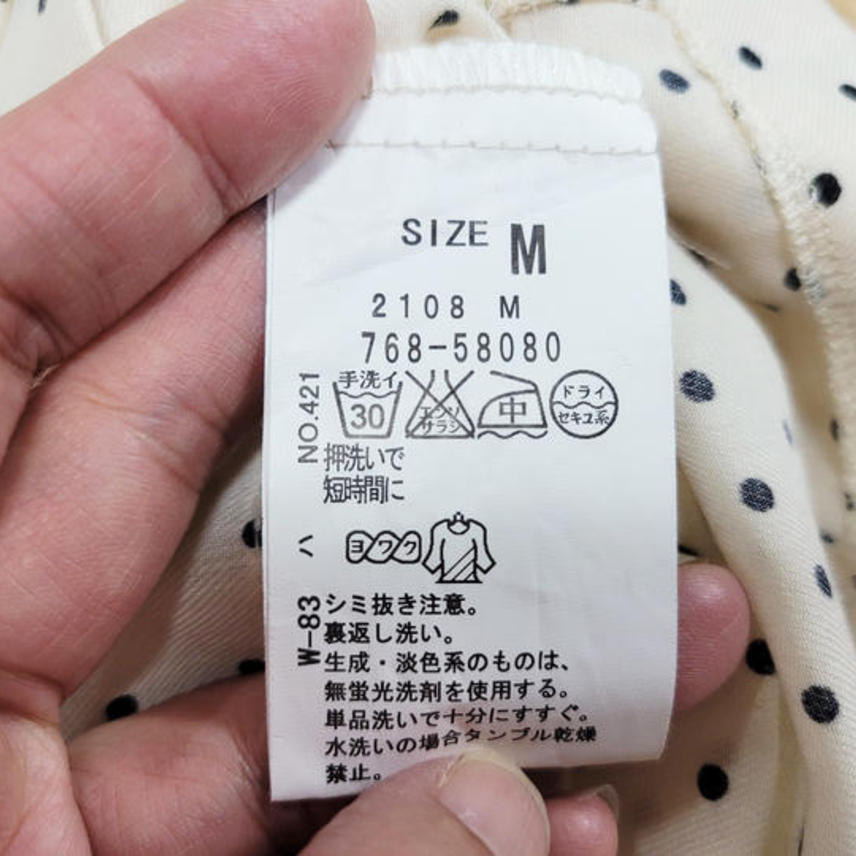 SIZE M
2108 M
768-58080
手洗イ
30
エンソ
サラシ
中
ドライ
セキユ系
NO.421
押洗いで
短時間に
ヨワク
W-83
シミ抜き注意。
裏返し洗い。
生成・淡色系のものは、
無蛍光洗剤を使用する。
単品洗いで十分にすすぐ。
水洗いの場合タンブル乾燥
禁止。